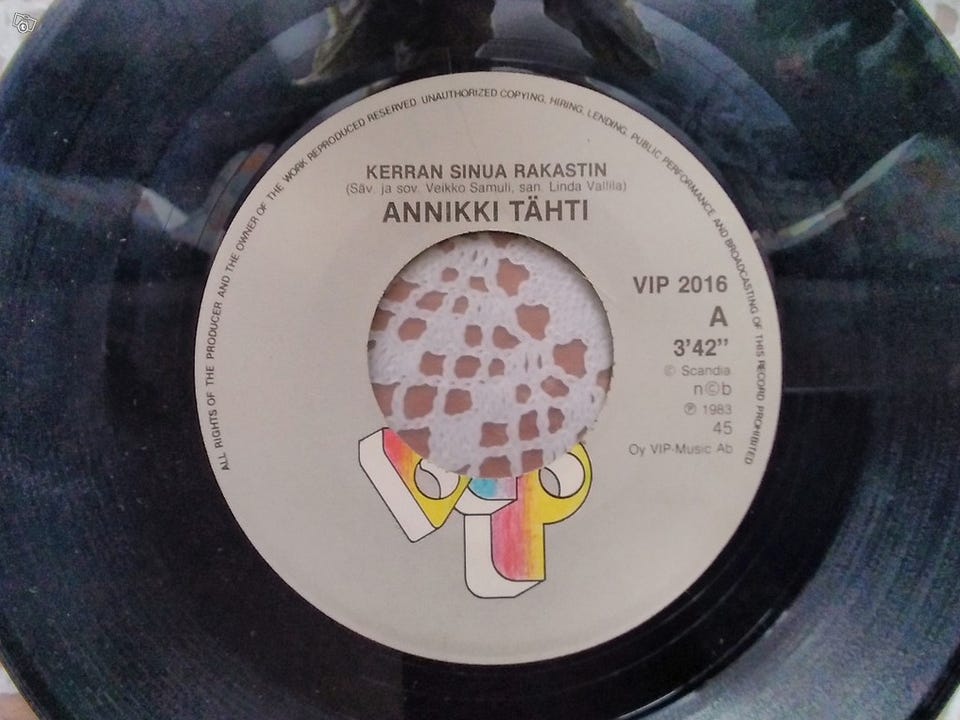 ALL RIGHTS OF THE PRODUCER AND THE OWNER OF THE WORK REPRODUCED RESERVED. UNAUTHORIZED COPYING, HIRING, LENDING, PUBLIC PERFORMANCE AND BROADCASTING OF THIS RECORD PROHIBITED
KERRAN SINUA RAKASTIN
(Säv. ja sov. Veikko Samuli, san. Linda Vallila)
ANNIKKI TÄHTI
VIP 2016
A
3'42"
© Scandia
n©b
℗ 1983
45
Oy VIP-Music Ab
VIP